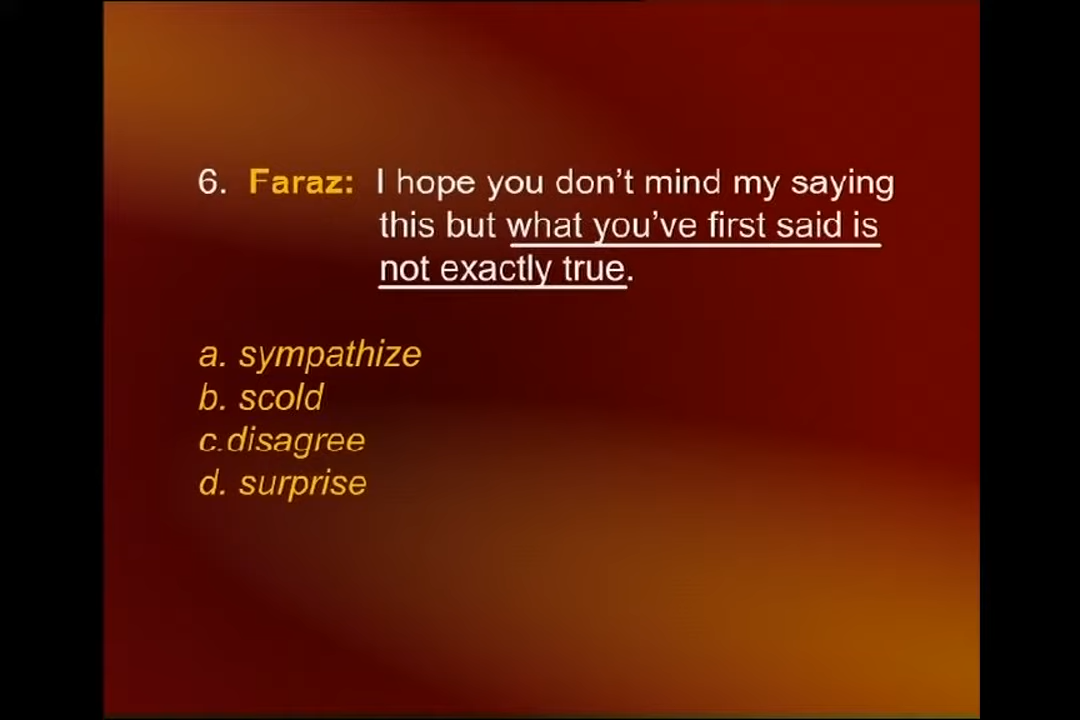 6. Faraz: I hope you don't mind my saying
this but what you've first said is
not exactly true.
a. sympathize
b. scold
c.disagree
d. surprise